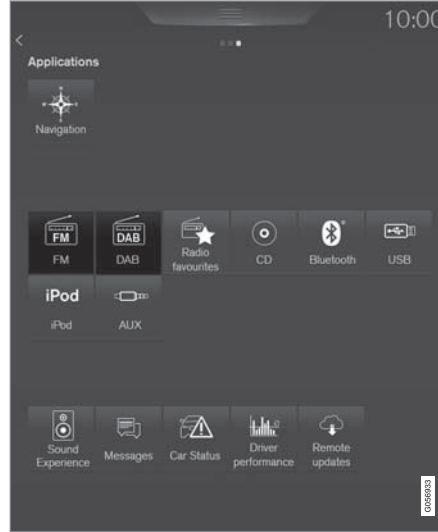 10:00
Applications
Navigation
FM
DAB
FM
DAB
Radio
favourites
CD
Bluetooth
USB
iPod
iPod
AUX
Sound
Experience
Messages
Car Status
Driver
performance
Remote
updates
G056933